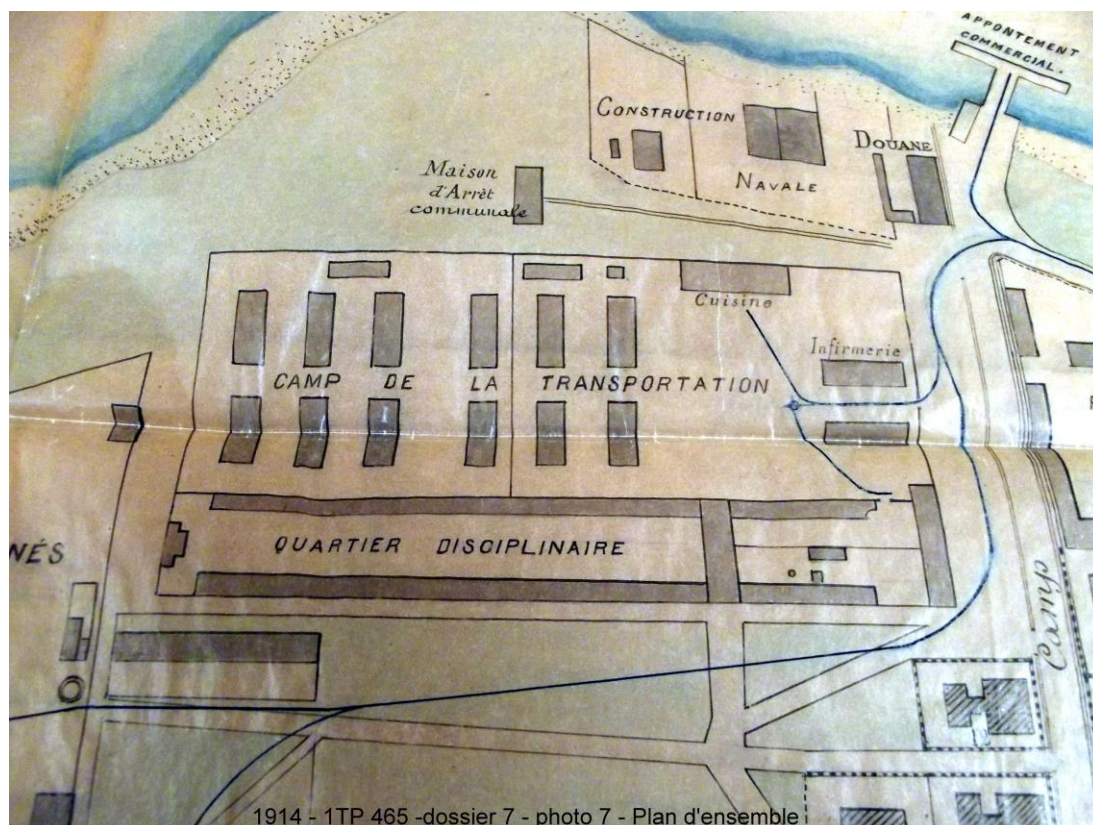 APPONTEMENT
COMMERCIAL.
CONSTRUCTION
NAVALE
DOUANE
Maison
d'Arrêt
communale
Cuisine
Infirmerie
CAMP DE LA TRANSPORTATION
QUARTIER DISCIPLINAIRE
NÉS
Camp
1914 - 1TP 465 -dossier 7 - photo 7 - Plan d'ensemble